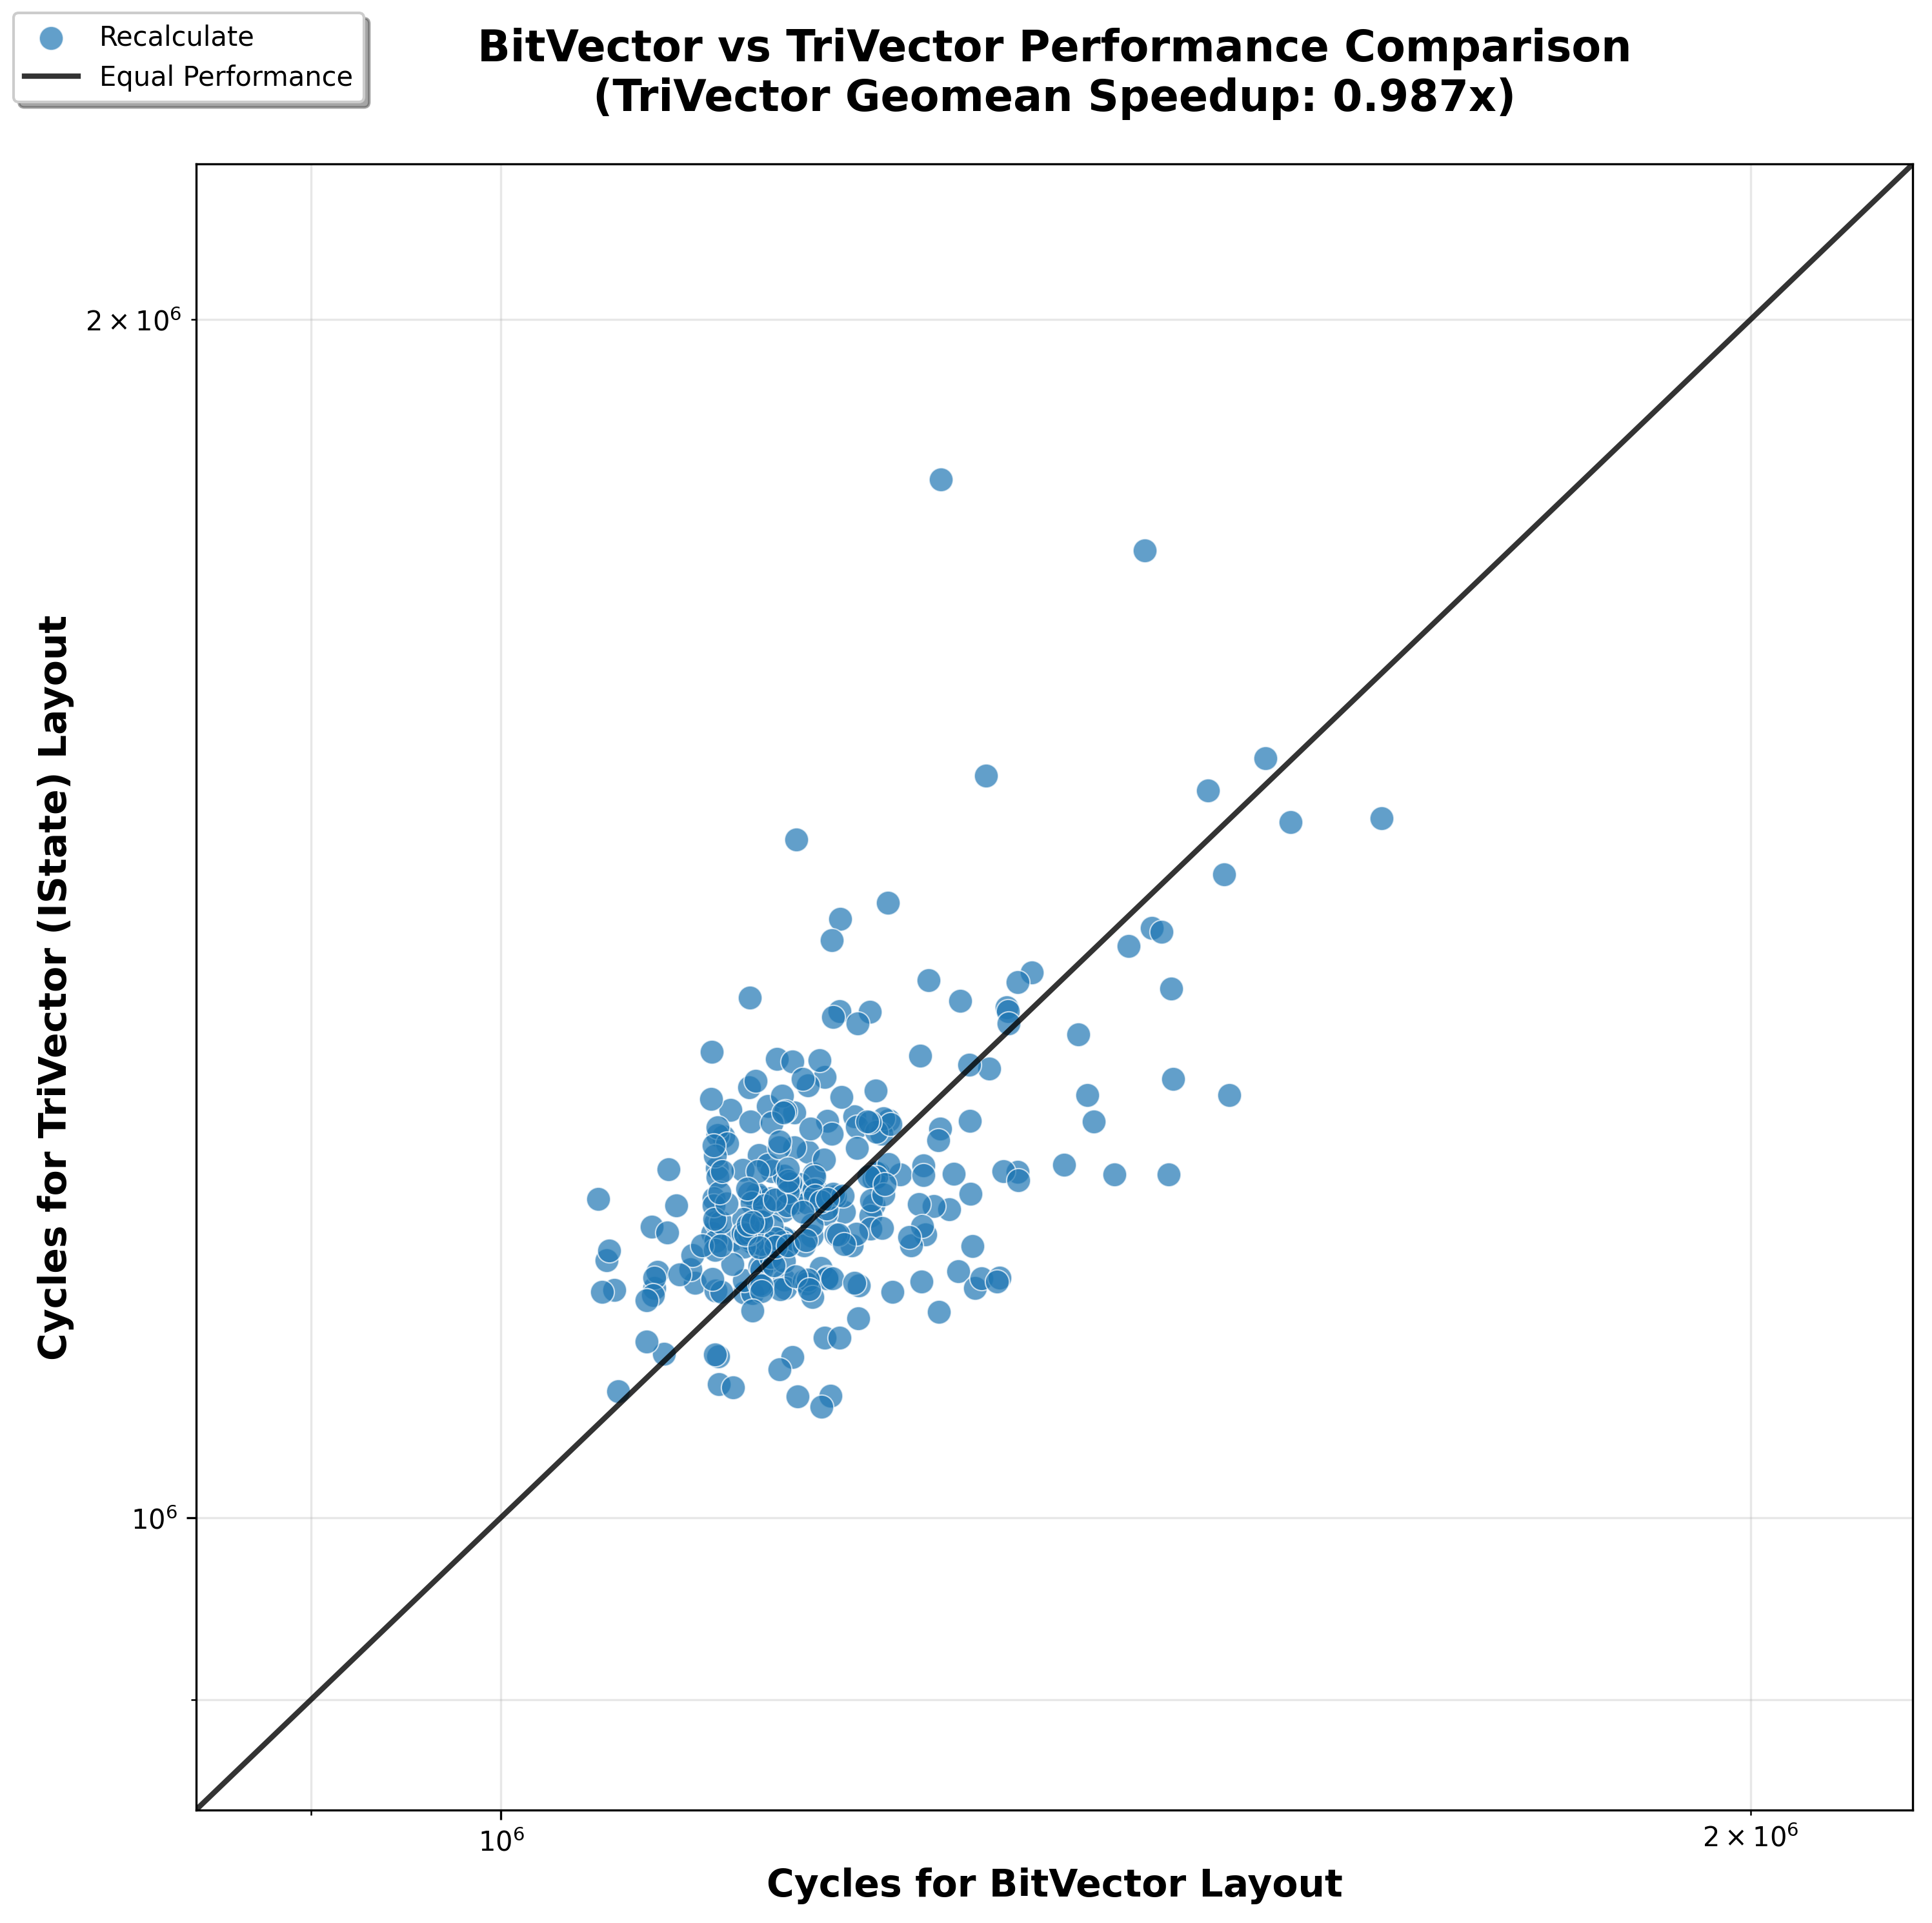 Recalculate
Equal Performance
BitVector vs TriVector Performance Comparison
(TriVector Geomean Speedup: 0.987x)
Cycles for TriVector (IState) Layout
2 × 10⁶
10⁶
10⁶
2 × 10⁶
Cycles for BitVector Layout